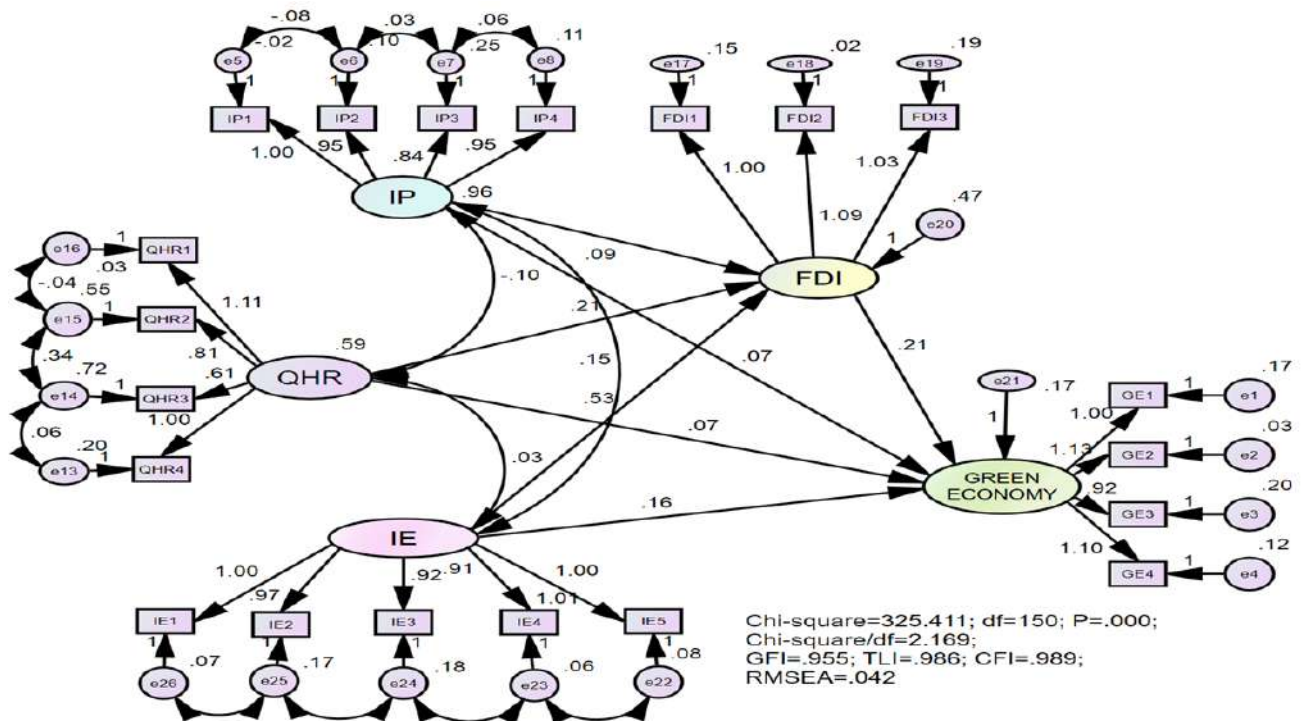 -.08 .03 .06 .11
-.02 .10 .25
e5 e6 e7 e8
1 1 1 1
IP1 IP2 IP3 IP4
1.00 .95 .84 .95
IP .96
.15 .02 .19
e17 e18 e19
1 1 1
FDI1 FDI2 FDI3
1.00 1.09 1.03
.47
e20
1
FDI
.09
-.10
.21
.15
.53
.07
.21
.07
.03
.16
e16 1 QHR1
.03
-.04 .55
e15 1 QHR2
.34 .72
e14 1 QHR3
.06 .20
e13 1 QHR4
1.11
.81
.61
1.00
QHR .59
e21 .17
1
GREEN
ECONOMY
1.00 GE1 1 e1 .17
1.13 GE2 1 e2 .03
.92 GE3 1 e3 .20
1.10 GE4 1 e4 .12
IE .91
1.00 .97 .92 1.01 1.00
IE1 IE2 IE3 IE4 IE5
1 1 1 1 1
.07 .17 .18 .06 .08
e26 e25 e24 e23 e22
Chi-square=325.411; df=150; P=.000;
Chi-square/df=2.169;
GFI=.955; TLI=.986; CFI=.989;
RMSEA=.042